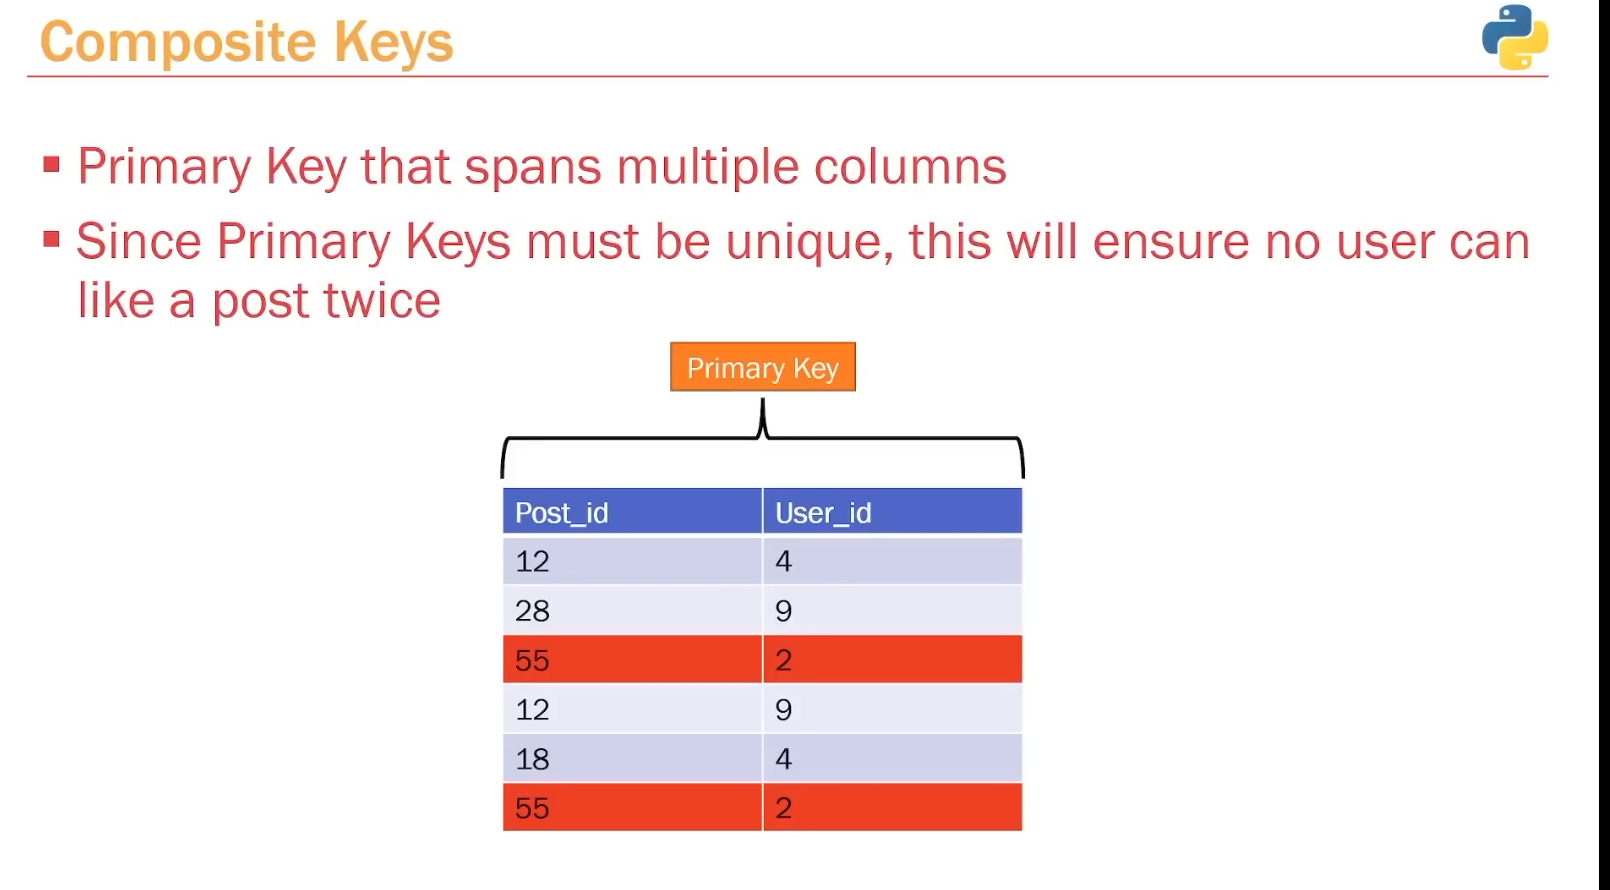 Composite Keys
Primary Key that spans multiple columns
Since Primary Keys must be unique, this will ensure no user can
like a post twice
Primary Key
Post_id User_id
12 4
28 9
55 2
12 9
18 4
55 2